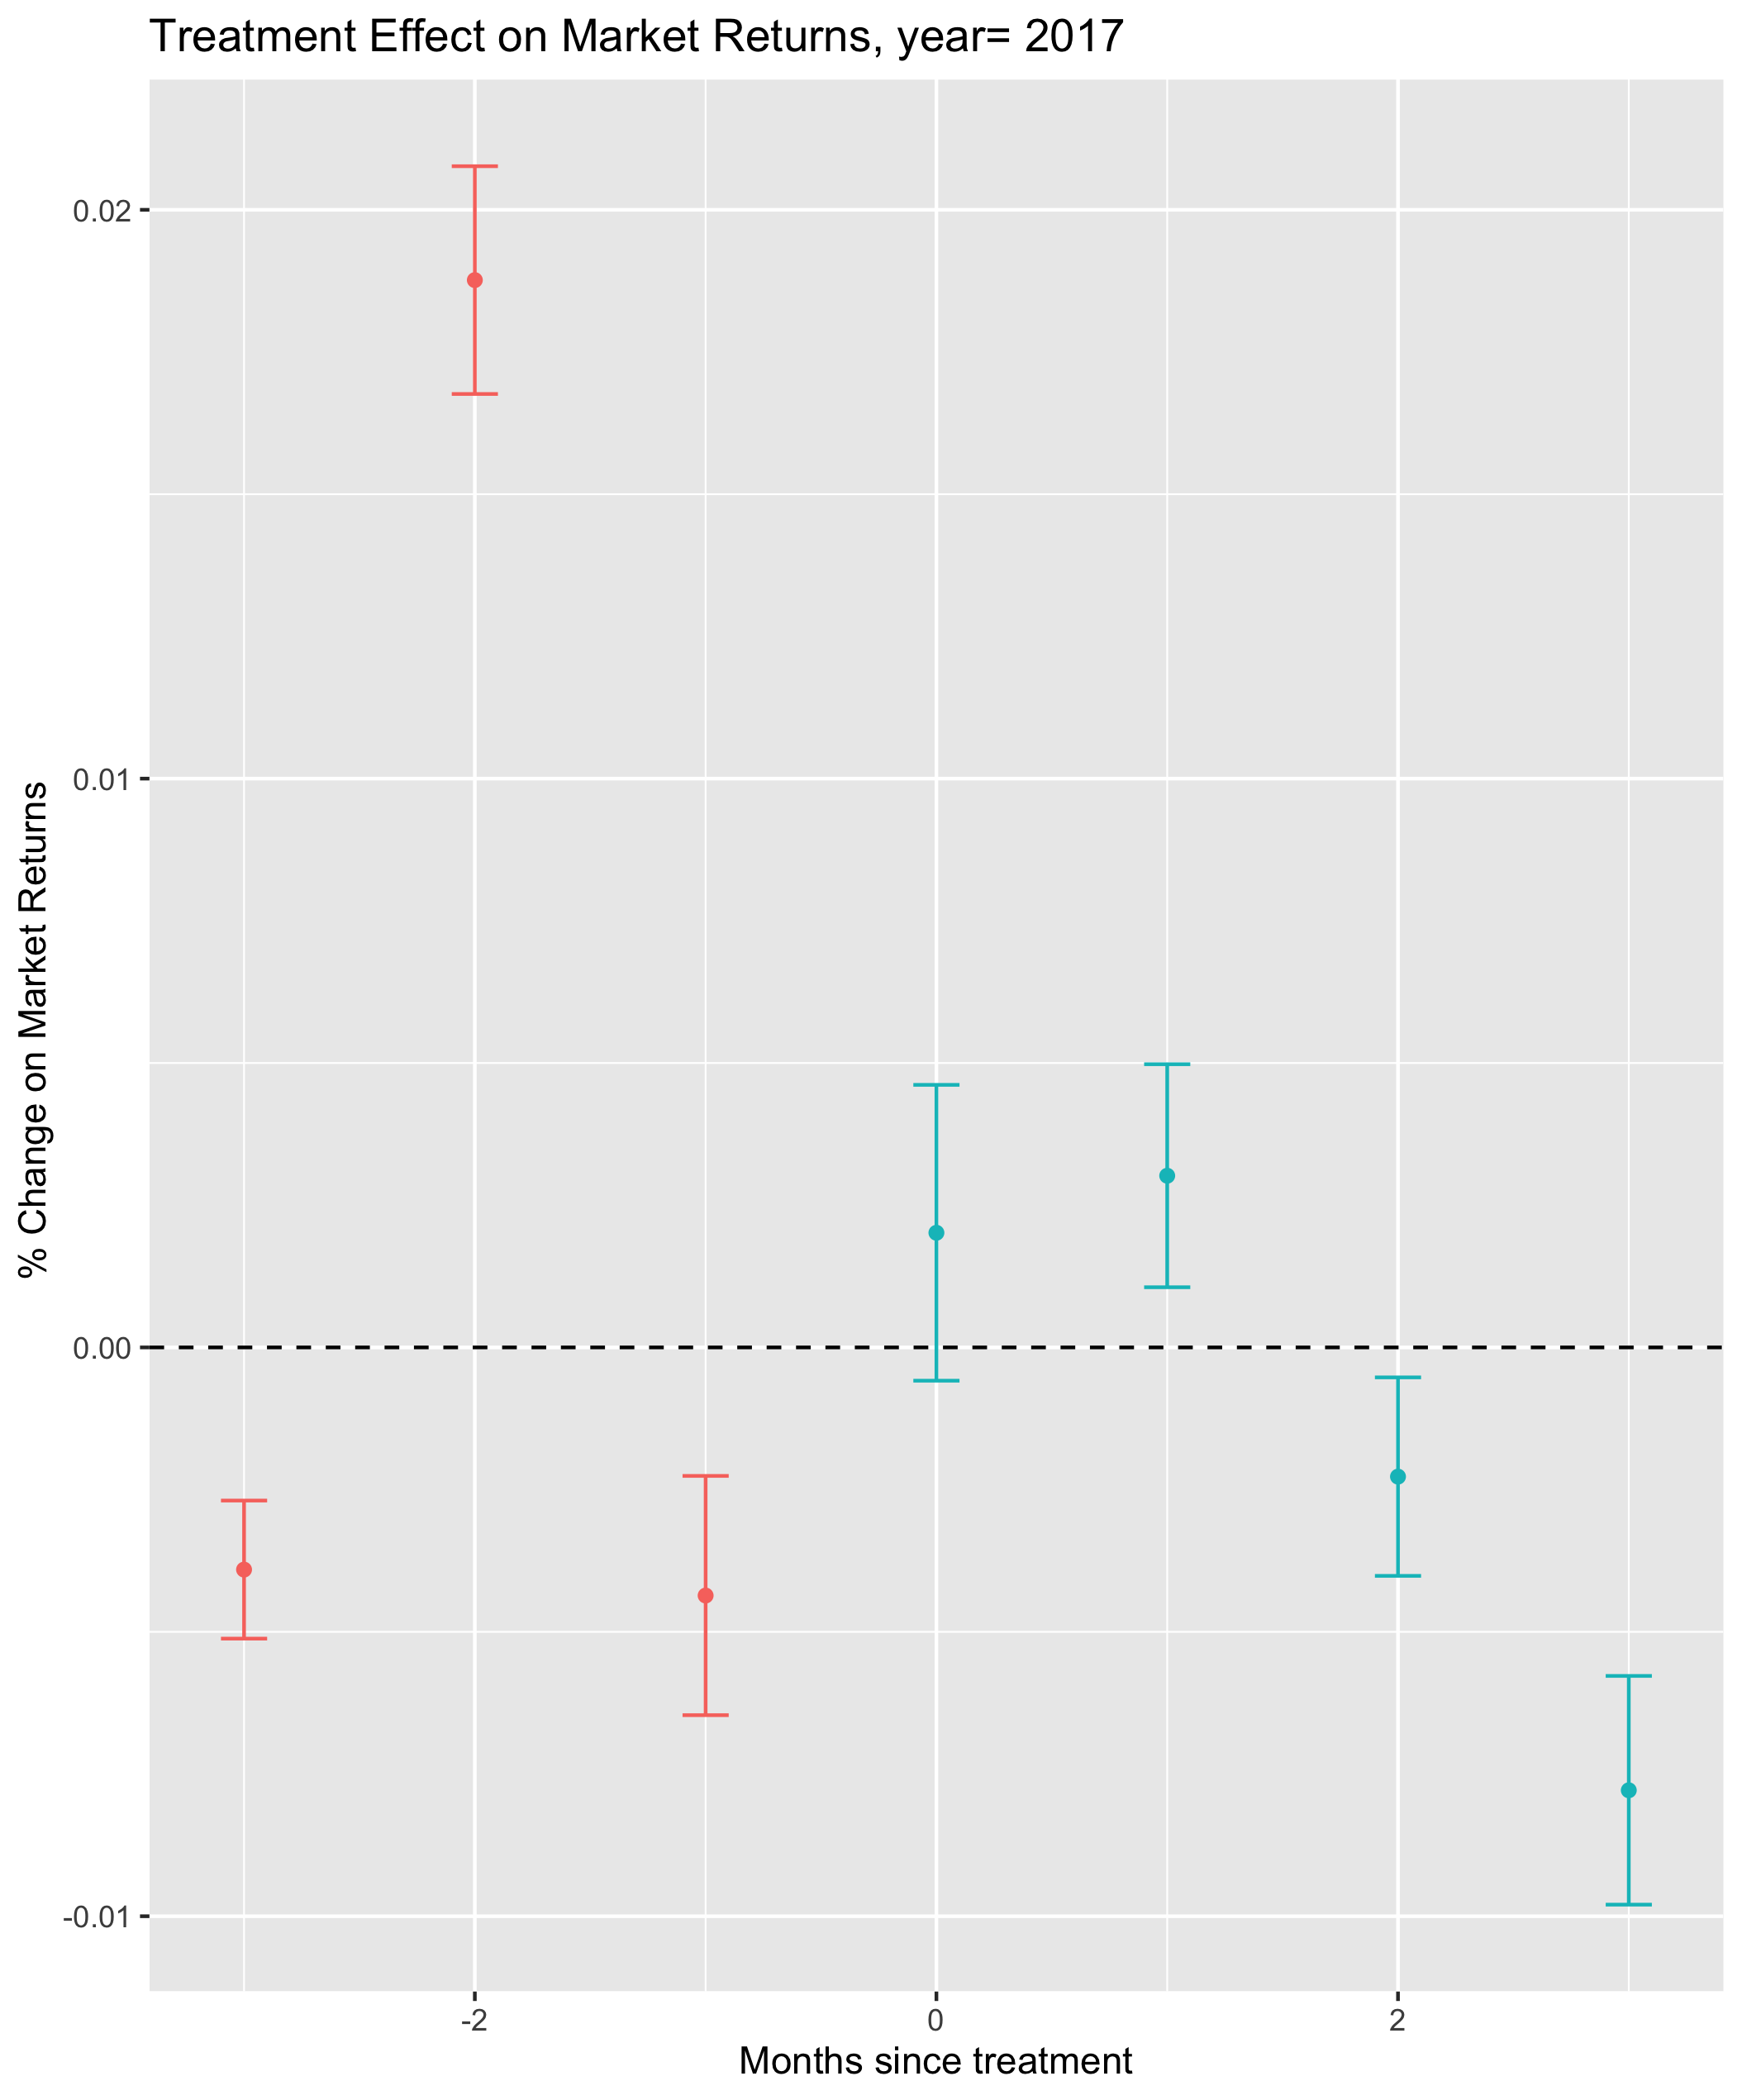 Treatment Effect on Market Returns, year= 2017
% Change on Market Returns
0.02
0.01
0.00
-0.01
-2
0
2
Months since treatment